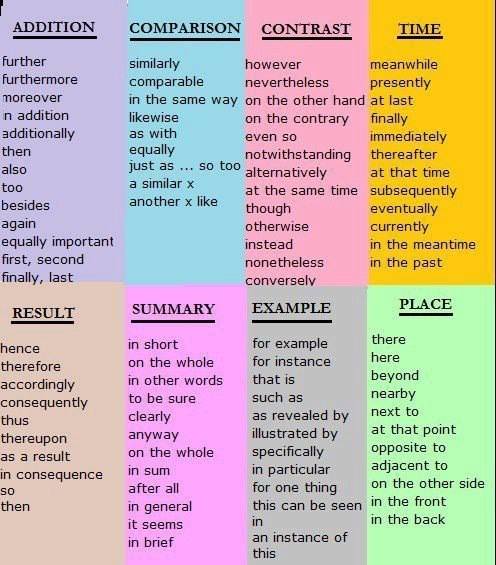 ADDITION
further
furthermore
moreover
in addition
additionally
then
also
too
besides
again
equally important
first, second
finally, last
COMPARISON
similarly
comparable
in the same way
likewise
as with
equally
just as ... so too
a similar x
another x like
CONTRAST
however
nevertheless
on the other hand
on the contrary
even so
notwithstanding
alternatively
at the same time
though
otherwise
instead
nonetheless
conversely
TIME
meanwhile
presently
at last
finally
immediately
thereafter
at that time
subsequently
eventually
currently
in the meantime
in the past
RESULT
hence
therefore
accordingly
consequently
thus
thereupon
as a result
in consequence
so
then
SUMMARY
in short
on the whole
in other words
to be sure
clearly
anyway
on the whole
in sum
after all
in general
it seems
in brief
EXAMPLE
for example
for instance
that is
such as
as revealed by
illustrated by
specifically
in particular
for one thing
this can be seen
in
an instance of
this
PLACE
there
here
beyond
nearby
next to
at that point
opposite to
adjacent to
on the other side
in the front
in the back